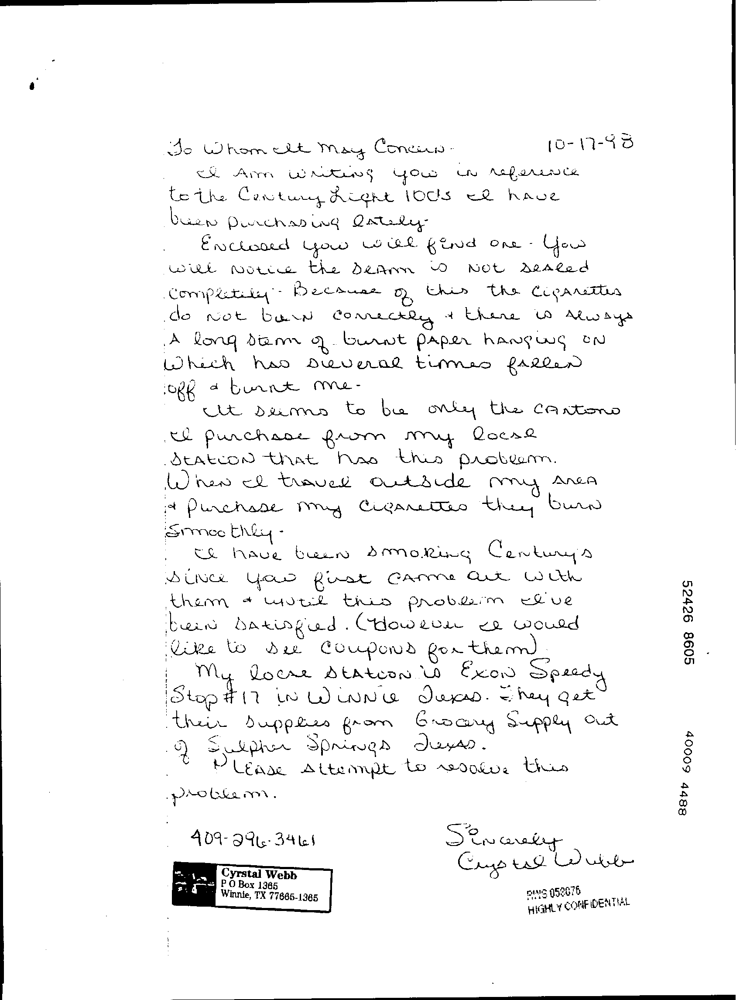 To Whom It May Concern.
10-17-98
I Am writing you in reference
to the Century Light 100's I have
been purchasing lately.
Enclosed you will find one. You
will notice the seam is not sealed
completily. Because of this the cigarettes
do not burn correctly & there is always
A long stem of burnt paper hanging on
which has sieveral times fallen
off & burnt me.
It seems to be only the cartons
I purchase from my local
station that has this problem.
When I travel outside my area
& purchase my cigarettes they burn
smoothly.
I have been smoking Century's
since you first came out with
them & until this problem I've
been satisfied. (However I would
like to see coupons for them)
My local station is Exon Speedy
Stop #17 in Winnie Texas. They get
their supplies from Grocery Supply out
of Sulpher Springs Texas.
Please attempt to resolve this
problem.
409-296-3461
Sincerely
Crystal Webb
Cyrstal Webb
P O Box 1365
Winnie, TX 77665-1365
HIGHLY CONFIDENTIAL
52426 8605
40009 4488